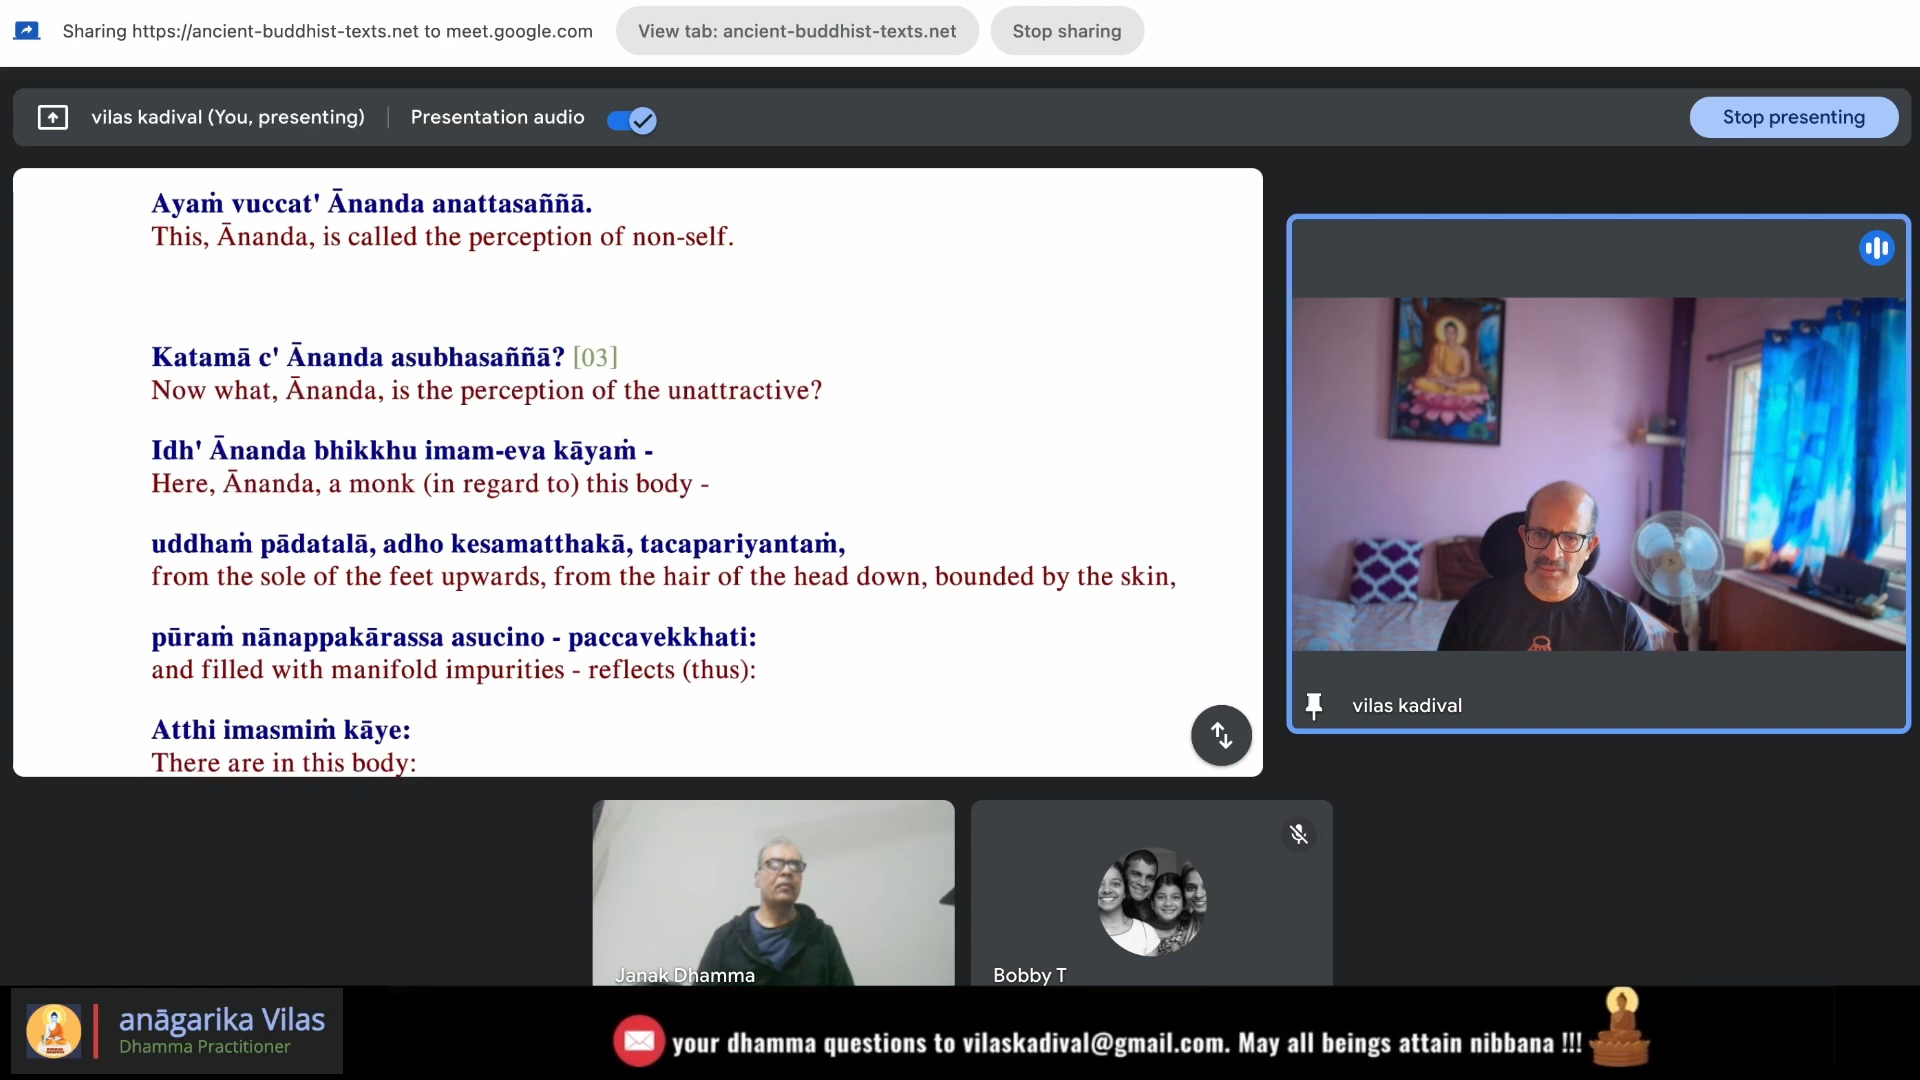 Sharing https://ancient-buddhist-texts.net to meet.google.com
View tab: ancient-buddhist-texts.net
Stop sharing
vilas kadival (You, presenting)
Presentation audio
Stop presenting
Ayaṁ vuccat' Ānanda anattasaññā.
This, Ānanda, is called the perception of non-self.
Katamā c' Ānanda asubhasaññā? [03]
Now what, Ānanda, is the perception of the unattractive?
Idh' Ānanda bhikkhu imam-eva kāyaṁ -
Here, Ānanda, a monk (in regard to) this body -
uddhaṁ pādatalā, adho kesamatthakā, tacapariyantaṁ,
from the sole of the feet upwards, from the hair of the head down, bounded by the skin,
pūraṁ nānappakārassa asucino - paccavekkhati:
and filled with manifold impurities - reflects (thus):
Atthi imasmiṁ kāye:
There are in this body:
vilas kadival
Janak Dhamma
Bobby T
anāgarika Vilas
Dhamma Practitioner
your dhamma questions to vilaskadival@gmail.com. May all beings attain nibbana !!!